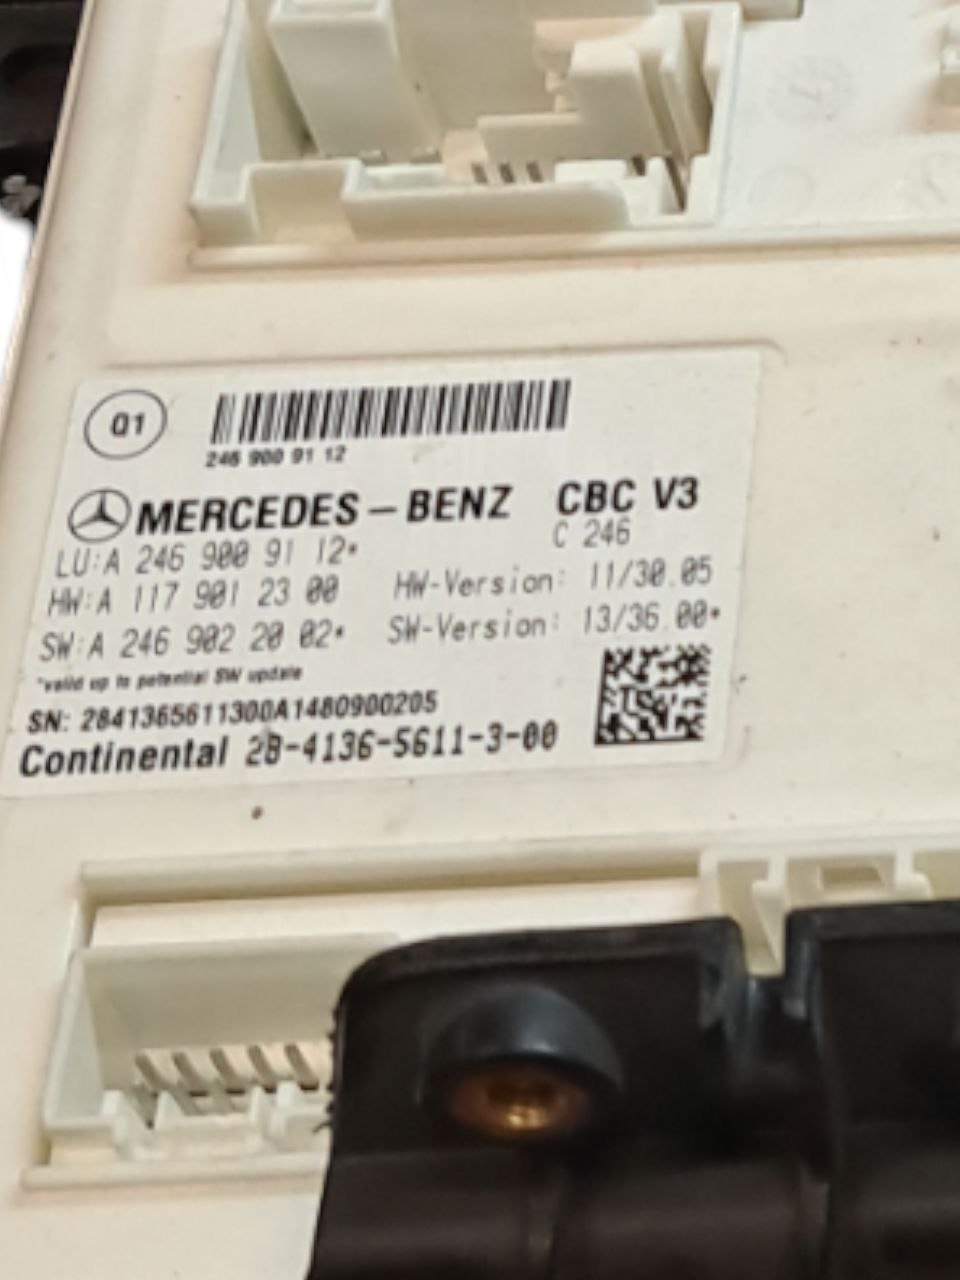 Q1
246 900 91 12
MERCEDES-BENZ CBC V3
C 246
LU:A 246 900 91 12*
HW:A 117 901 23 00 HW-Version: 11/30.05
SW:A 246 902 20 02* SW-Version: 13/36.00*
*valid up to potential SW update
SN: 2841365611300A1480900205
Continental 28-4136-5611-3-00